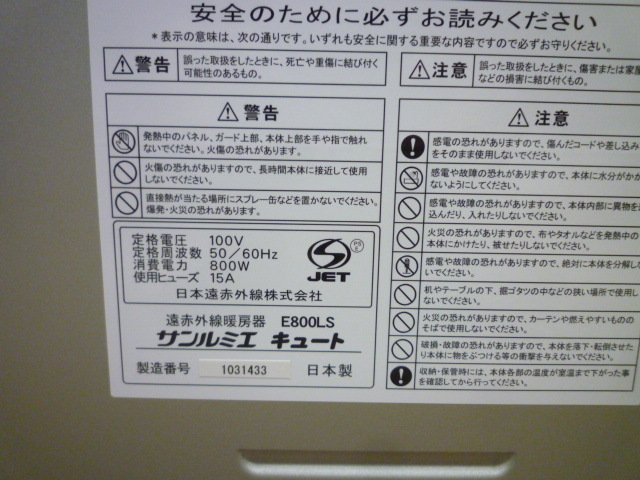 安全のために必ずお読みください
＊表示の意味は、次の通りです。いずれも安全に関する重要な内容ですので必ずお守りください。
警告
誤った取扱をしたときに、死亡や重傷に結び付く
可能性のあるもの。
注意
誤った取扱をしたときに、傷害または家屋
などの損害に結び付くもの。
警告
発熱中のパネル、ガード上部、本体上部を手や指で触れ
ないでください。火傷の恐れがあります。
火傷の恐れがありますので、長時間本体に接近して使用
しないでください。
直接熱が当たる場所にスプレー缶などを置かないでください。
爆発・火災の恐れがあります。
定格電圧 100V
定格周波数 50／60Hz
消費電力 800W
使用ヒューズ 15A
PSE
JET
日本遠赤外線株式会社
遠赤外線暖房器 E800LS
サンルミエ キュート
製造番号 1031433 日本製
注意
感電の恐れがありますので、傷んだコードや差し込み
をそのまま使用しないでください。
感電や故障の恐れがありますので、本体に水分がかか
ないようにしてください。
感電や故障の恐れがありますので、本体内部に異物を
込んだり、入れたりしないでください。
火災の恐れがありますので、布やタオルなどを発熱中の
本体にかけたり、被せたりしないでください。
感電や故障の恐れがありますので、絶対に本体を分解し
いでください。
机やテーブルの下、掘ゴタツの中などの狭い場所で使用し
ないでください。
火災の恐れがありますので、カーテンや燃えやすいものの
そばで使用しないでください。
破損・故障の恐れがありますので、本体を落下・転倒させた
り本体に物をぶつける等の衝撃を与えないでください。
収納・保管時には、本体各部の温度が室温まで下がった事
を確認してから行ってください。